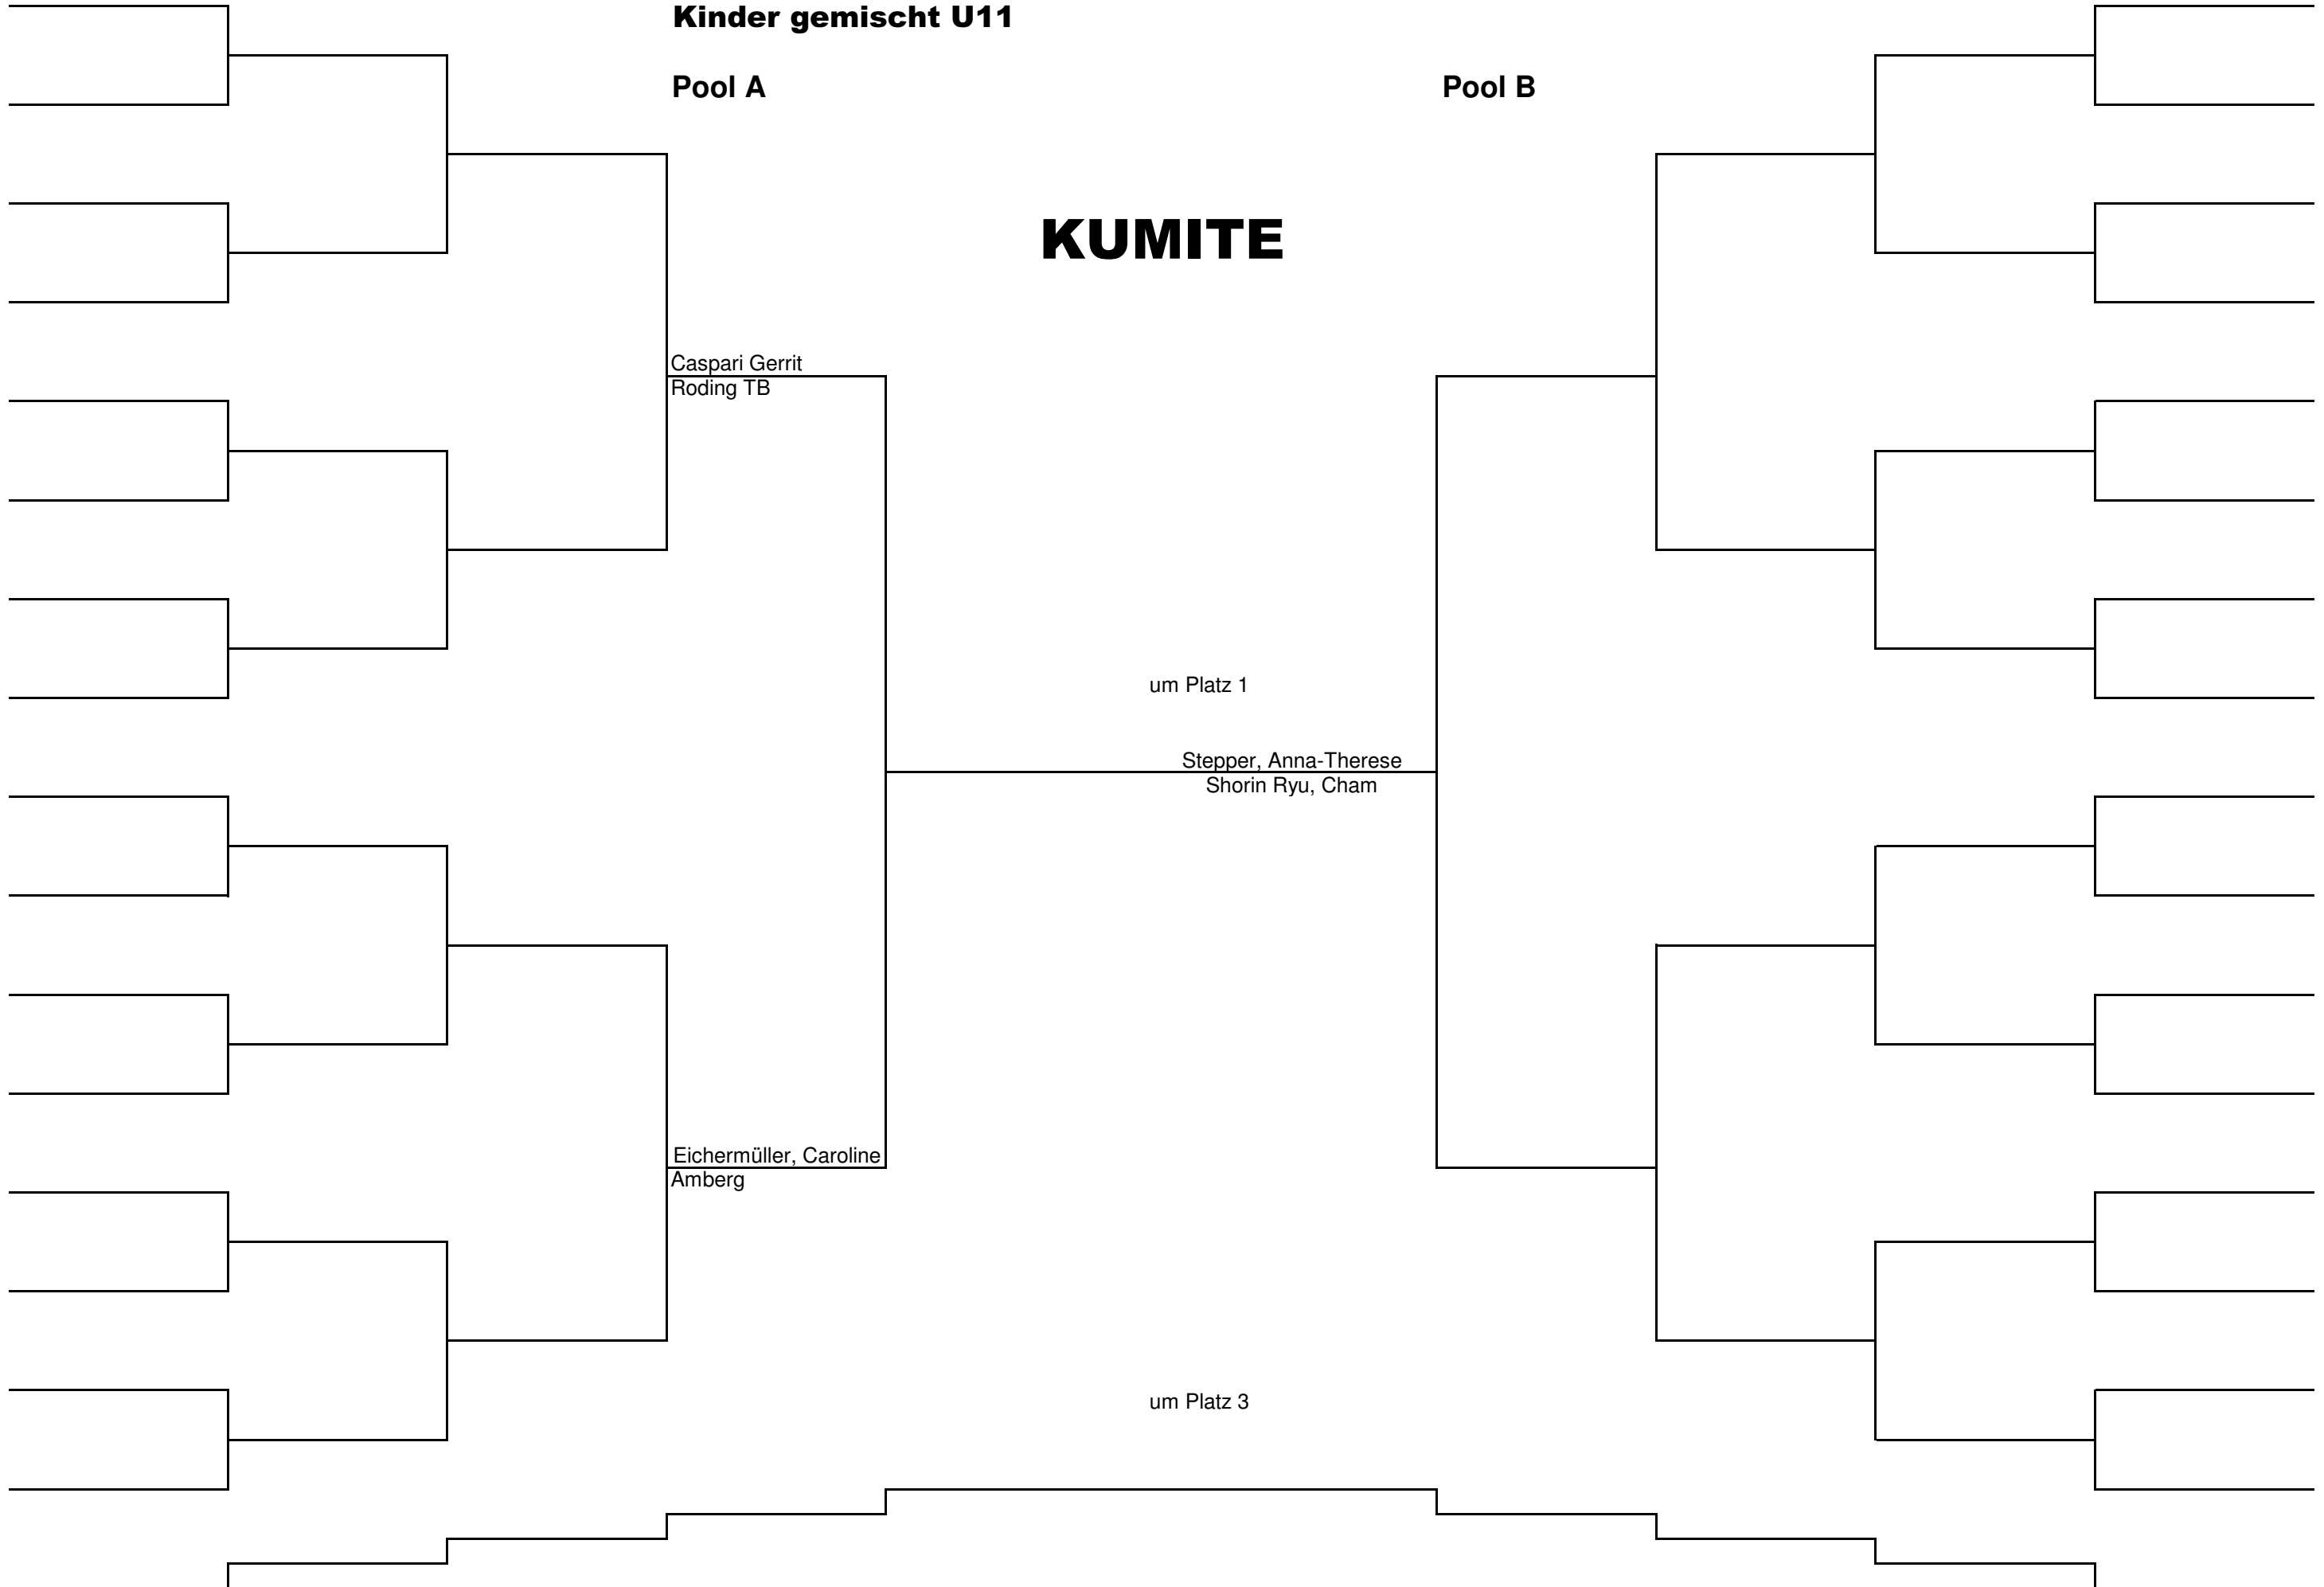 Kinder gemischt U11
Pool A
Pool B
KUMITE
Caspari Gerrit
Roding TB
um Platz 1
Stepper, Anna-Therese
Shorin Ryu, Cham
Eichermüller, Caroline
Amberg
um Platz 3